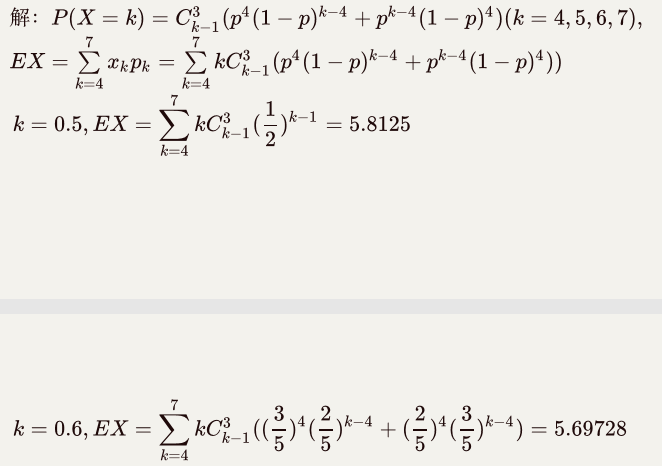 解：P(X = k) = C_{k-1}^{3}(p^4(1 − p)^{k−4} + p^{k−4}(1 − p)^4)(k = 4, 5, 6, 7),
EX = \sum_{k=4}^{7} x_k p_k = \sum_{k=4}^{7} kC_{k-1}^{3}(p^4(1 − p)^{k−4} + p^{k−4}(1 − p)^4))
k = 0.5, EX = \sum_{k=4}^{7} kC_{k-1}^{3}(\frac{1}{2})^{k−1} = 5.8125
k = 0.6, EX = \sum_{k=4}^{7} kC_{k-1}^{3}((\frac{3}{5})^4(\frac{2}{5})^{k−4} + (\frac{2}{5})^4(\frac{3}{5})^{k−4}) = 5.69728